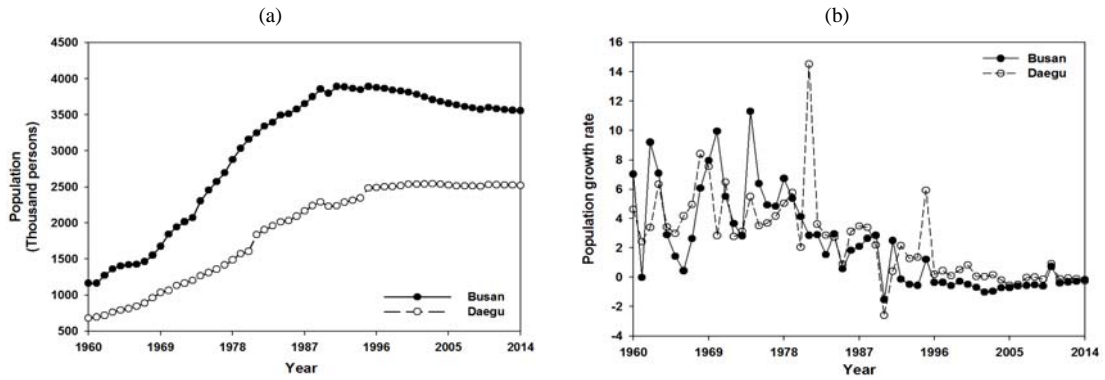 (a)
4500
4000
3500
3000
2500
2000
1500
1000
500
Population
(Thousand persons)
Busan
Daegu
1960 1969 1978 1987 1996 2005 2014
Year
(b)
16
14
12
10
8
6
4
2
0
-2
-4
Population growth rate
Busan
Daegu
1960 1969 1978 1987 1996 2005 2014
Year